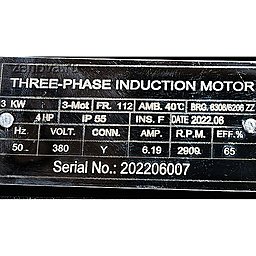 THREE-PHASE INDUCTION MOTOR
3 KW 3-Mot FR. 112 AMB. 40°C BRG. 6306/6206 ZZ
4 HP IP 55 INS. F DATE 2022.06
Hz. VOLT. CONN. AMP. R.P.M. EFF.%
50 380 Y 6.19 2900 65
Serial No.: 202206007